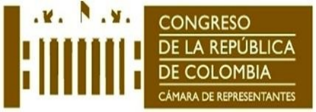 CONGRESO
DE LA REPÚBLICA
DE COLOMBIA
CÁMARA DE REPRESENTANTES